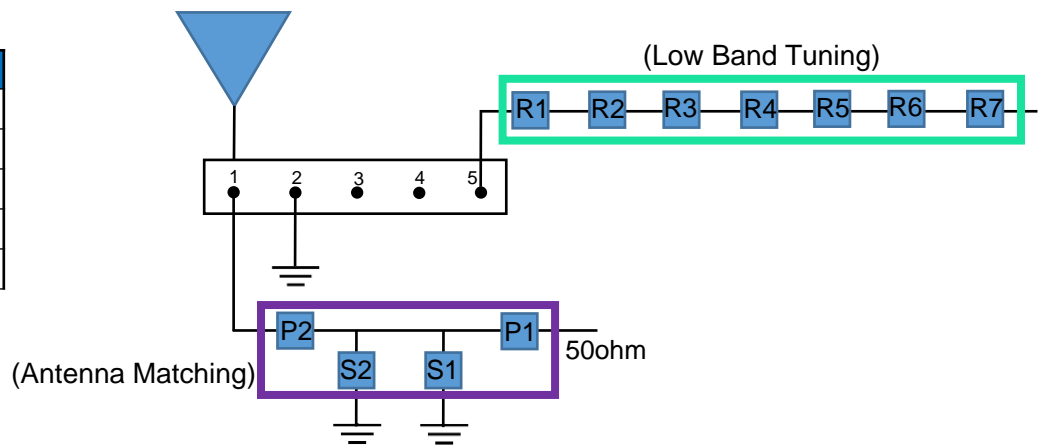 (Low Band Tuning)
R1 R2 R3 R4 R5 R6 R7
1 2 3 4 5
P2 P1
50ohm
(Antenna Matching)
S2 S1